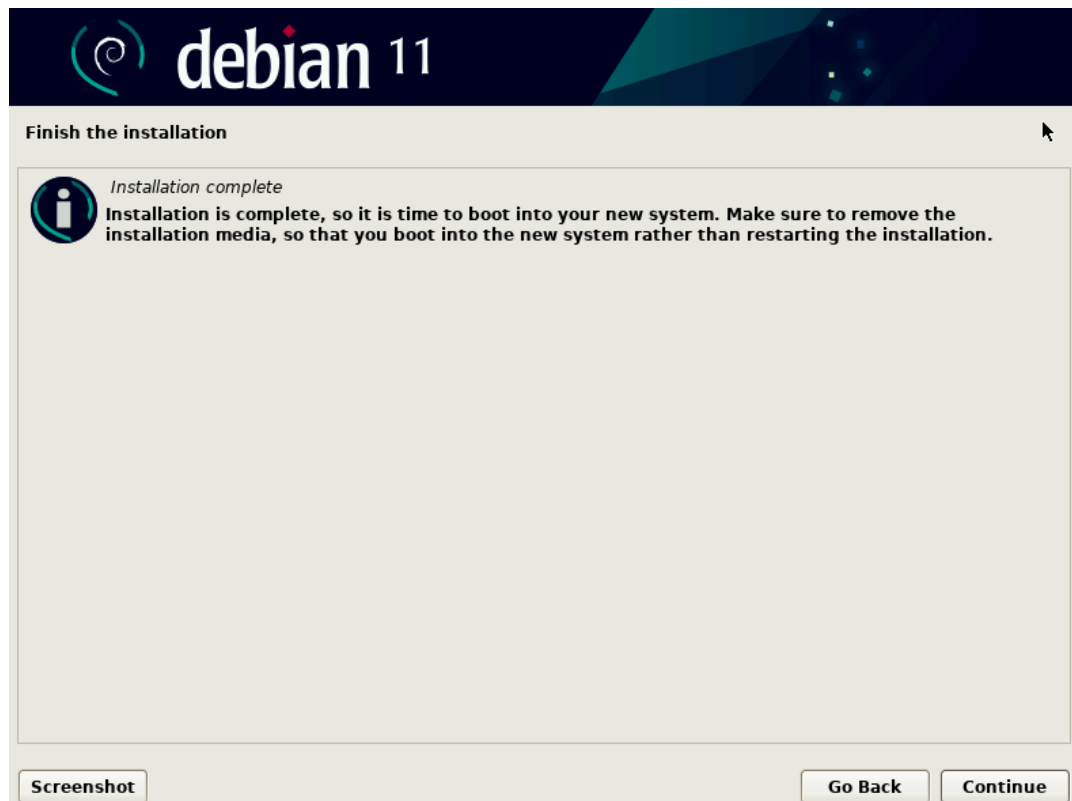 debian 11
Finish the installation
Installation complete
Installation is complete, so it is time to boot into your new system. Make sure to remove the
installation media, so that you boot into the new system rather than restarting the installation.
Screenshot
Go Back
Continue